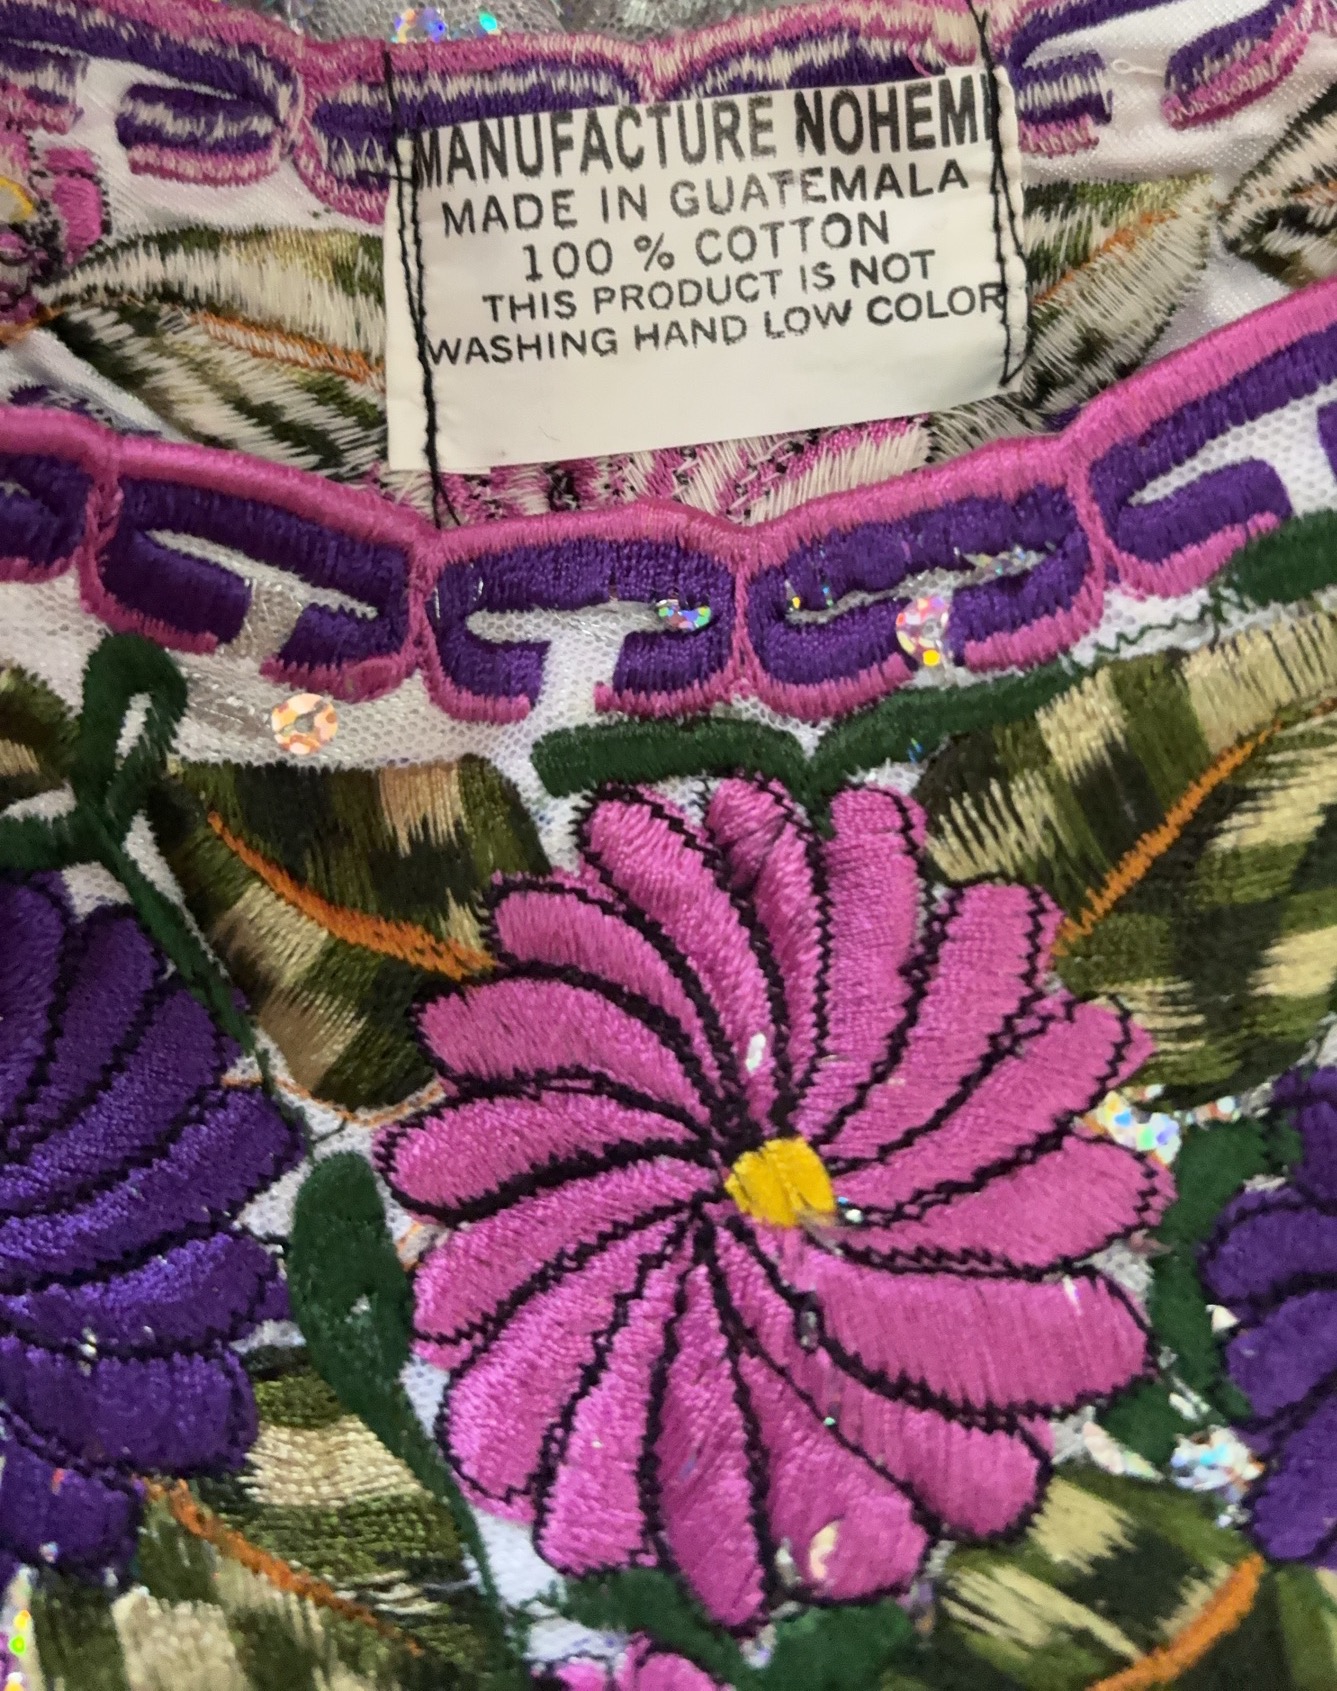 MANUFACTURE NOHEMI
MADE IN GUATEMALA
100 % COTTON
THIS PRODUCT IS NOT
WASHING HAND LOW COLOR